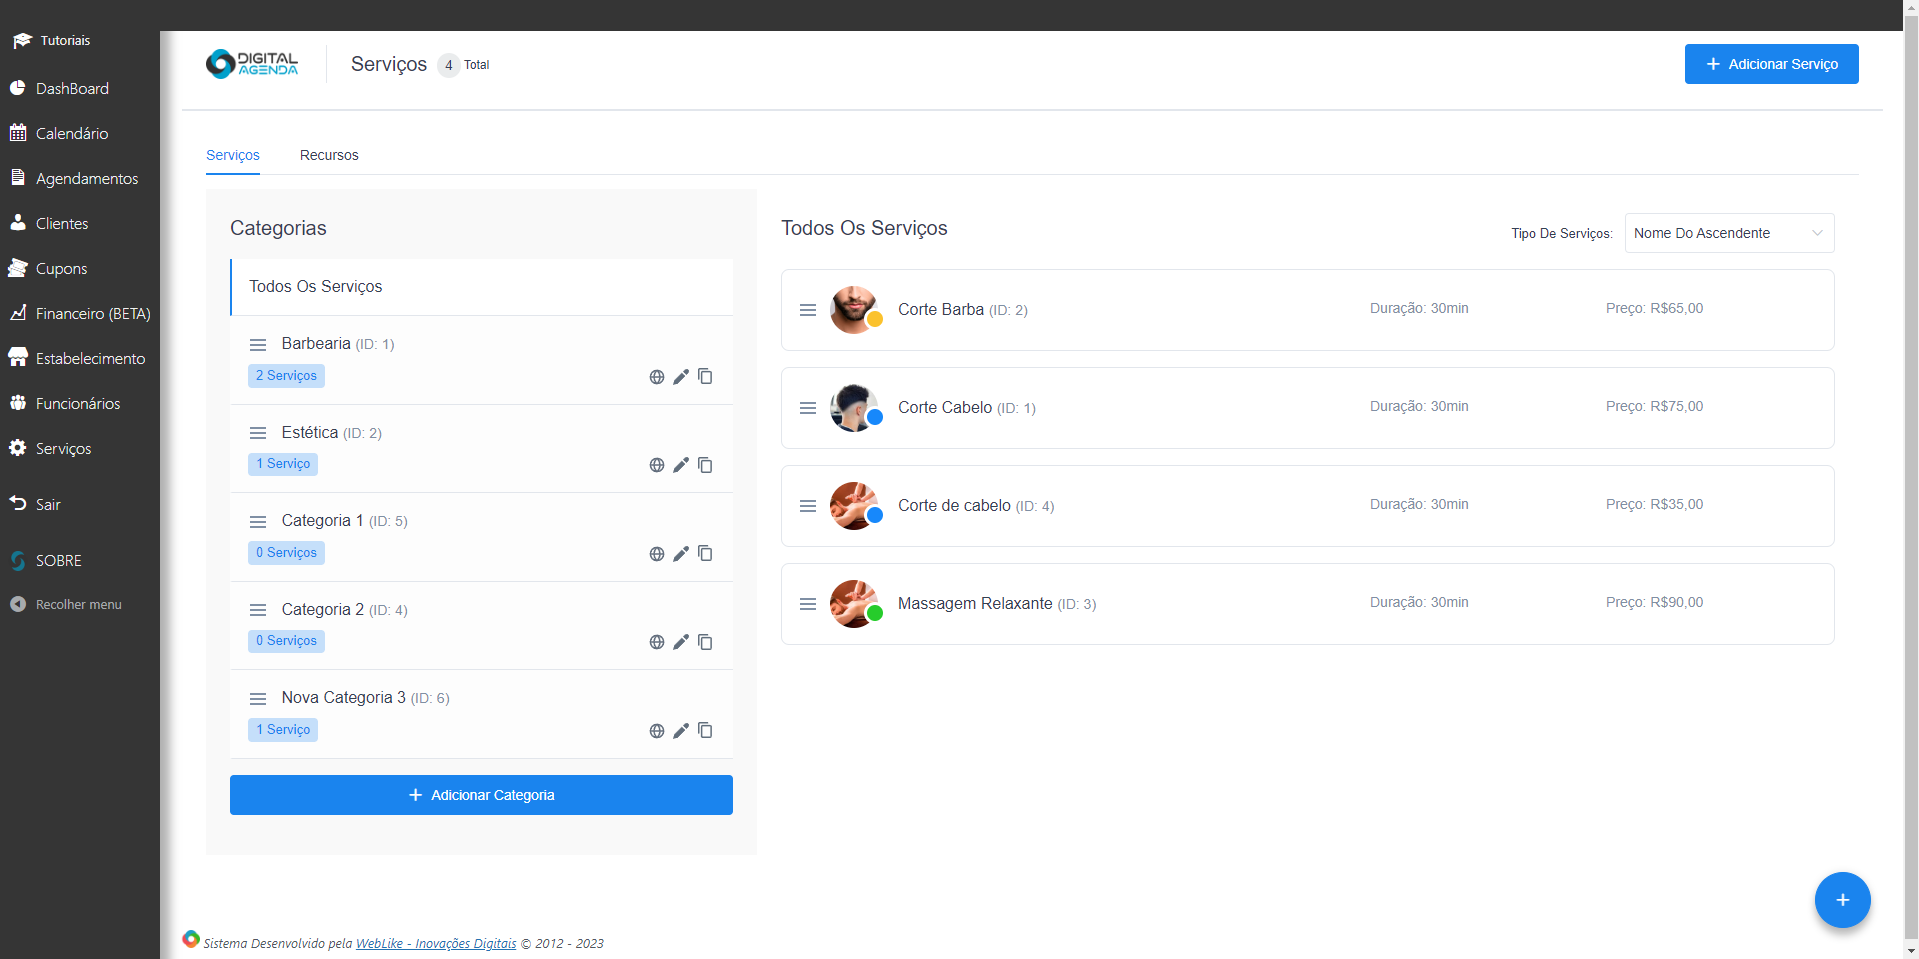 Tutoriais
DashBoard
Calendário
Agendamentos
Clientes
Cupons
Financeiro (BETA)
Estabelecimento
Funcionários
Serviços
Sair
SOBRE
Recolher menu
DIGITAL
AGENDA
Serviços 4 Total
+ Adicionar Serviço
Serviços Recursos
Categorias
Todos Os Serviços
Barbearia (ID: 1)
2 Serviços
Estética (ID: 2)
1 Serviço
Categoria 1 (ID: 5)
0 Serviços
Categoria 2 (ID: 4)
0 Serviços
Nova Categoria 3 (ID: 6)
1 Serviço
+ Adicionar Categoria
Todos Os Serviços
Tipo De Serviços: Nome Do Ascendente
Corte Barba (ID: 2) Duração: 30min Preço: R$65,00
Corte Cabelo (ID: 1) Duração: 30min Preço: R$75,00
Corte de cabelo (ID: 4) Duração: 30min Preço: R$35,00
Massagem Relaxante (ID: 3) Duração: 30min Preço: R$90,00
+
Sistema Desenvolvido pela WebLike - Inovações Digitais © 2012 - 2023